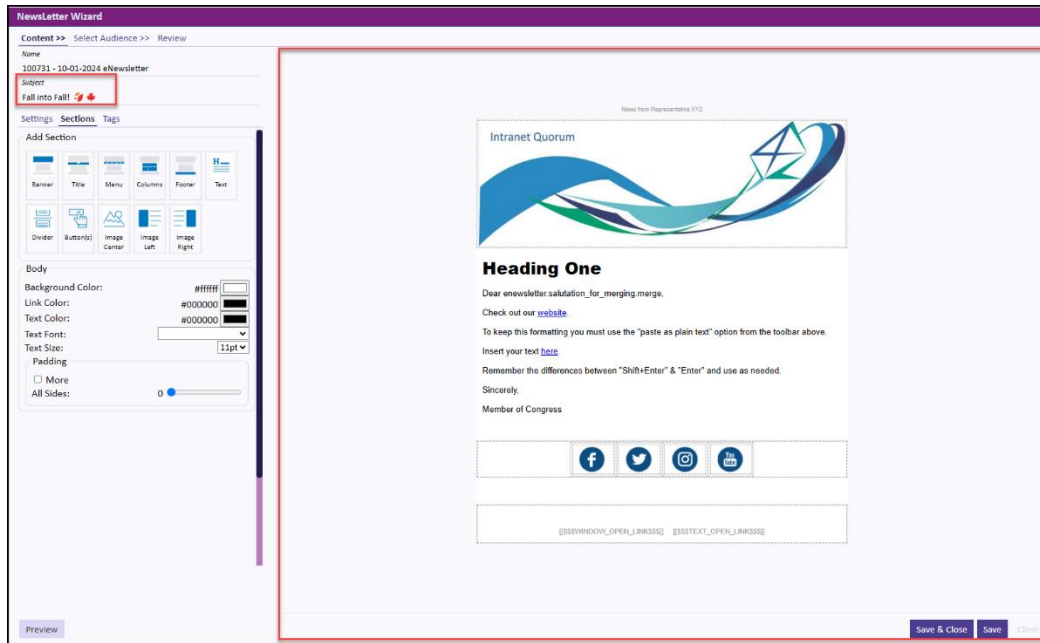 NewsLetter Wizard
Content >> Select Audience >> Review
Name
100731 - 10-01-2024 eNewsletter
Subject
Fall into Fall! 🍂 🍁
Settings Sections Tags
Add Section
Banner Title Menu Columns Footer Text
H
Divider Button(s) Image Center Image Left Image Right
Body
Background Color: #ffffff
Link Color: #000000
Text Color: #000000
Text Font:
Text Size: 11pt
Padding
More
All Sides: 0
Preview
News from Representative XYZ.
Intranet Quorum
Heading One
Dear enewsletter.salutation_for_merging.merge,
Check out our website.
To keep this formatting you must use the "paste as plain text" option from the toolbar above.
Insert your text here.
Remember the differences between "Shift+Enter" & "Enter" and use as needed.
Sincerely,
Member of Congress
You Tube
[[$$$WINDOW_OPEN_LINK$$$]] [[$$$TEXT_OPEN_LINK$$$]]
Save & Close Save Close